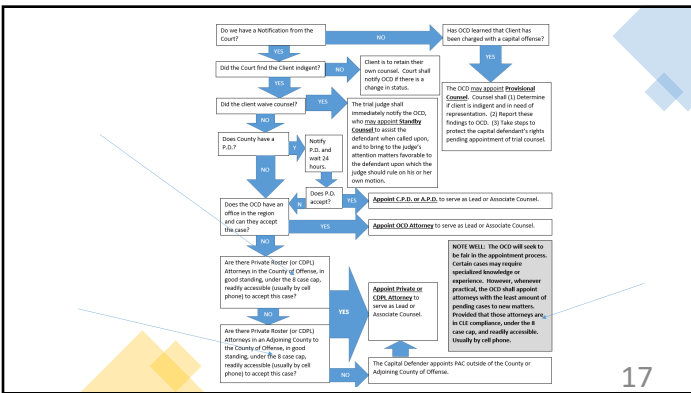 Do we have a Notification from the
Court?
NO
Has OCD learned that Client has
been charged with a capital offense?
YES
YES
Did the Court find the Client indigent?
NO
Client is to retain their
own counsel. Court shall
notify OCD if there is a
change in status.
The OCD may appoint Provisional
Counsel. Counsel shall (1) Determine
if client is indigent and in need of
representation. (2) Report these
findings to OCD. (3) Take steps to
protect the capital defendant's rights
pending appointment of trial counsel.
YES
Did the client waive counsel?
YES
The trial judge shall
immediately notify the OCD,
who may appoint Standby
Counsel to assist the
defendant when called upon,
and to bring to the judge's
attention matters favorable to
the defendant upon which the
judge should rule on his or her
own motion.
NO
Does County have a
P.D.?
Y
Notify
P.D. and
wait 24
hours.
NO
Does P.D.
accept?
N
YES
Appoint C.P.D. or A.P.D. to serve as Lead or Associate Counsel.
Does the OCD have an
office in the region
and can they accept
the case?
YES
Appoint OCD Attorney to serve as Lead or Associate Counsel.
NO
Are there Private Roster (or CDPL)
Attorneys in the County of Offense, in
good standing, under the 8 case cap,
readily accessible (usually by cell
phone) to accept this case?
YES
Appoint Private or
CDPL Attorney to
serve as Lead or
Associate Counsel.
NOTE WELL: The OCD will seek to
be fair in the appointment process.
Certain cases may require
specialized knowledge or
experience. However, whenever
practical, the OCD shall appoint
attorneys with the least amount of
pending cases to new matters.
Provided that those attorneys are
in CLE compliance, under the 8
case cap, and readily accessible.
Usually by cell phone.
NO
Are there Private Roster (or CDPL)
Attorneys in an Adjoining County to
the County of Offense, in good
standing, under the 8 case cap,
readily accessible (usually by cell
phone) to accept this case?
NO
The Capital Defender appoints PAC outside of the County or
Adjoining County of Offense.
17